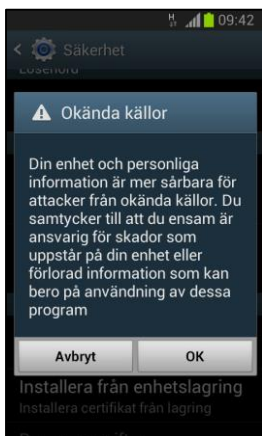 H 09:42
< Säkerhet
Lösenord
Okända källor
Din enhet och personliga
information är mer sårbara för
attacker från okända källor. Du
samtycker till att du ensam är
ansvarig för skador som
uppstår på din enhet eller
förlorad information som kan
bero på användning av dessa
program
Avbryt OK
Installera från enhetslagring
Installera certifikat från lagring